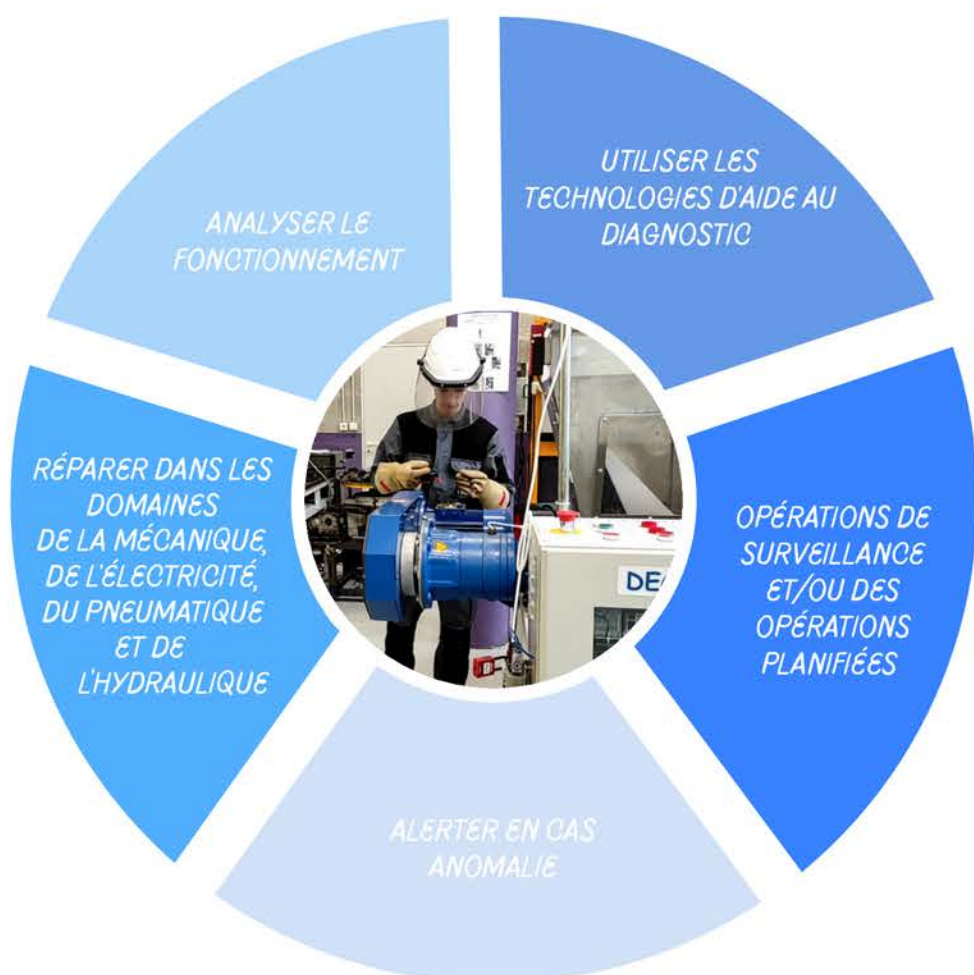 ANALYSER LE
FONCTIONNEMENT
UTILISER LES
TECHNOLOGIES D'AIDE AU
DIAGNOSTIC
RÉPARER DANS LES
DOMAINES
DE LA MÉCANIQUE,
DE L'ÉLECTRICITÉ,
DU PNEUMATIQUE
ET DE
L'HYDRAULIQUE
OPÉRATIONS DE
SURVEILLANCE
ET/OU DES
OPÉRATIONS
PLANIFIÉES
ALERTER EN CAS
ANOMALIE